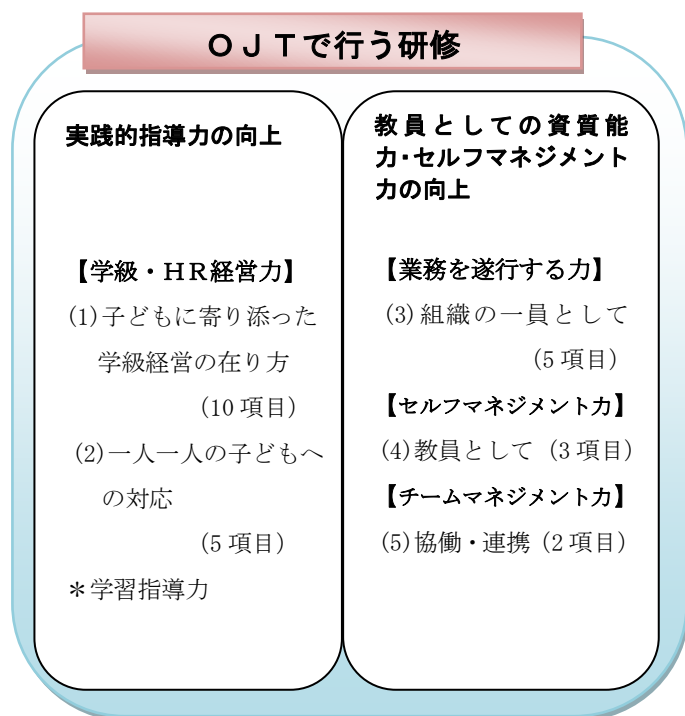 ＯＪＴで行う研修
実践的指導力の向上
【学級・ＨＲ経営力】
(1)子どもに寄り添った
学級経営の在り方
(10 項目)
(2)一人一人の子どもへ
の対応
(5 項目)
＊学習指導力
教員としての資質能
力・セルフマネジメント
力の向上
【業務を遂行する力】
(3)組織の一員として
(5 項目)
【セルフマネジメント力】
(4)教員として（3 項目）
【チームマネジメント力】
(5)協働・連携（2 項目）